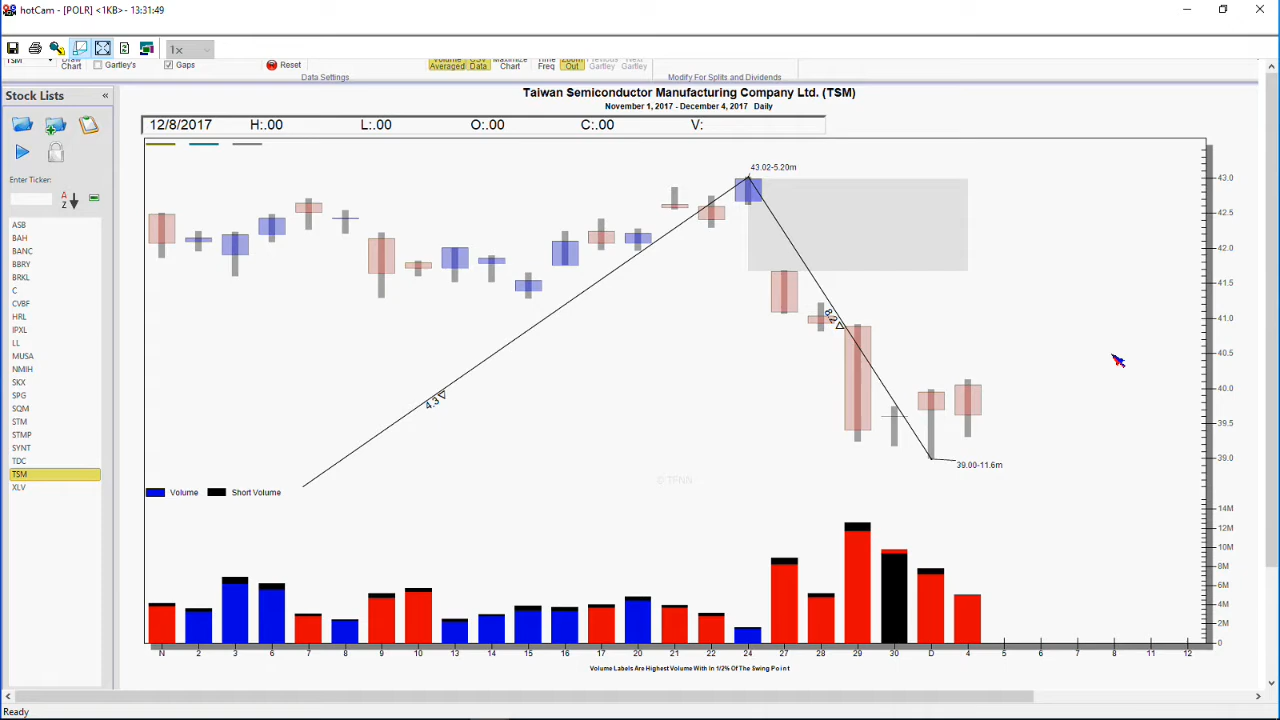 hotCam - [POLR] <1KB> - 13:31:49
1x
TSM
Draw
Chart
Gartley's
Gaps
Reset
Data Settings
Volume
Averaged
CSV
Data
Maximize
Chart
Time
Freq
Zoom
Out
Previous
Gartley
Next
Gartley
Modify For Splits and Dividends
Stock Lists
Enter Ticker:
A
Z
ASB
BAH
BANC
BBRY
BRKL
C
CVBF
HRL
IPXL
LL
MUSA
NMIH
SKX
SPG
SQM
STM
STMP
SYNT
TDC
TSM
XLV
Taiwan Semiconductor Manufacturing Company Ltd. (TSM)
November 1, 2017 - December 4, 2017 Daily
12/8/2017 H:.00 L:.00 O:.00 C:.00 V:
43.02-5.20m
43.0
42.5
42.0
41.5
41.0
40.5
40.0
39.5
39.0
8.2
4.3
39.00-11.6m
© TFNN
Volume Short Volume
14M
12M
10M
8M
6M
4M
2M
0
N 2 3 6 7 8 9 10 13 14 15 16 17 20 21 22 24 27 28 29 30 D 4 5 6 7 8 11 12
Volume Labels Are Highest Volume With In 1/2% Of The Swing Point
Ready